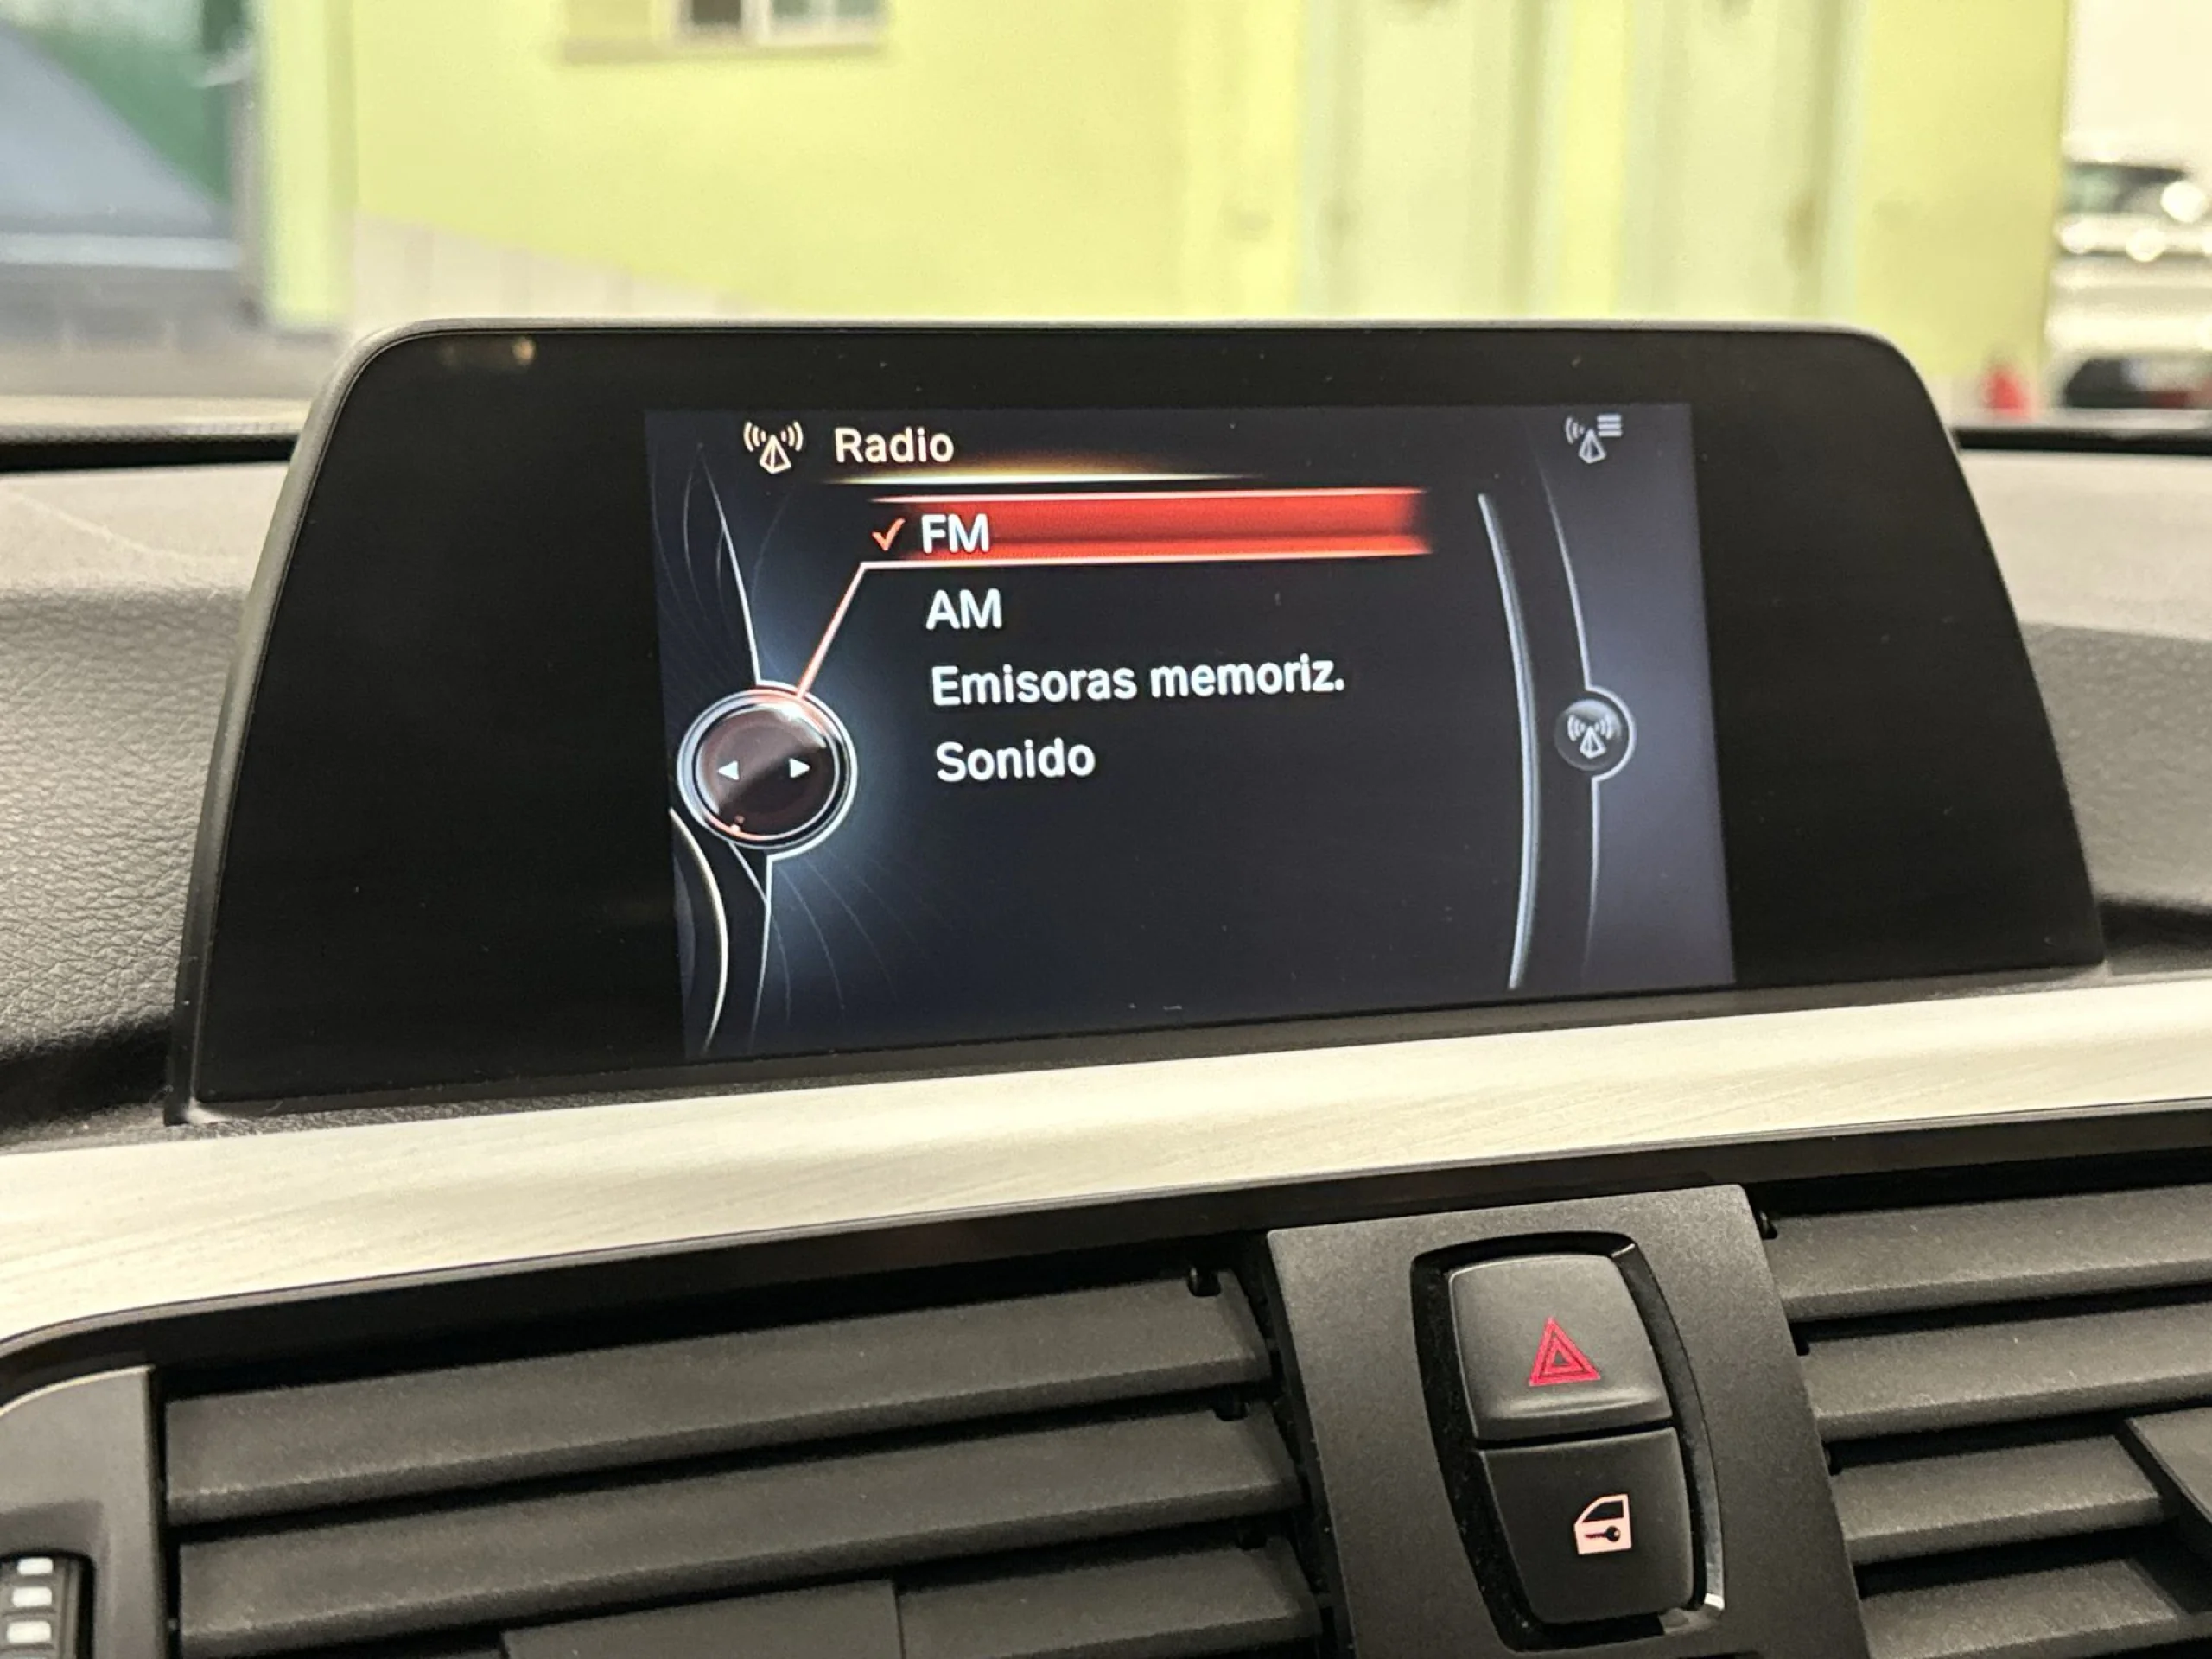 Radio
FM
AM
Emisoras memoriz.
Sonido